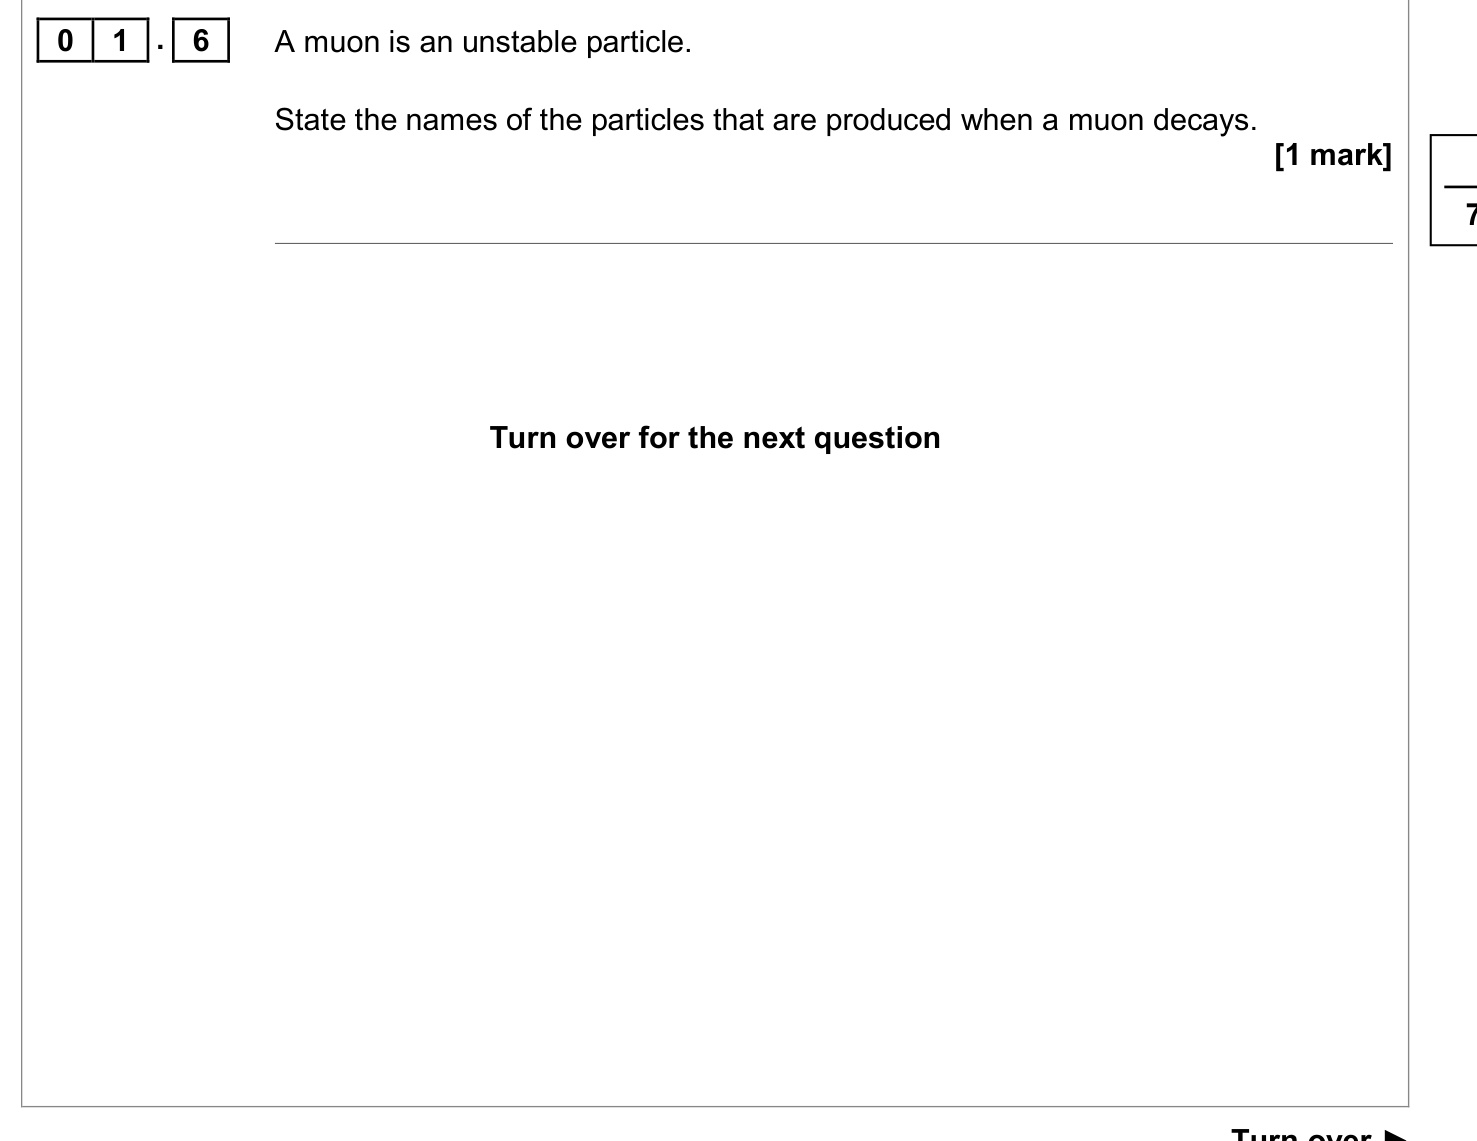 0 1 . 6 A muon is an unstable particle.
State the names of the particles that are produced when a muon decays.
[1 mark]
7
Turn over for the next question
Turn over ▶